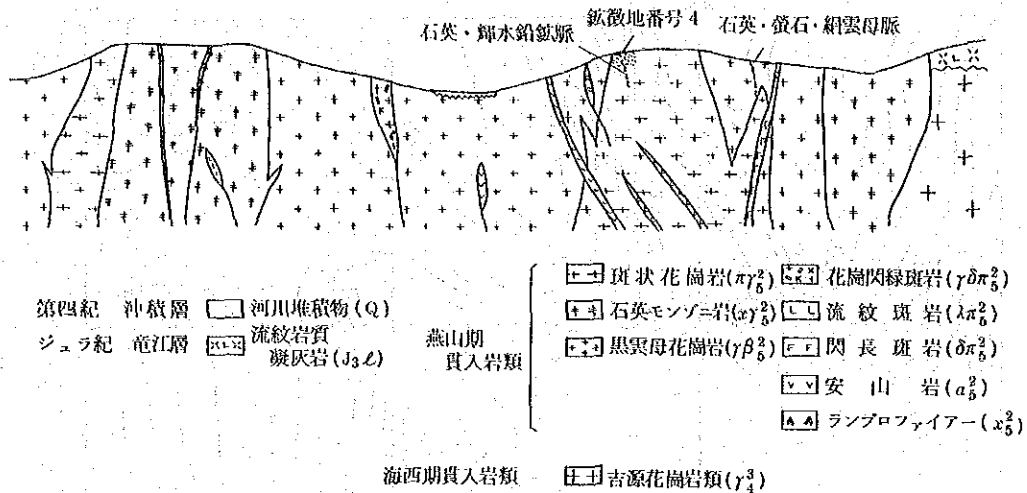 鉱徴地番号4
石英・輝水鉛鉱脈
石英・螢石・絹雲母脈
第四紀 沖積層 河川堆積物(Q)
ジュラ紀 竜江層 流紋岩質凝灰岩(J₃ℓ)
燕山期貫入岩類
斑状花崗岩(πγ₅²)
石英モンゾニ岩(xγ₅²)
黒雲母花崗岩(γβ₅²)
花崗閃緑斑岩(γδπ₅²)
流紋斑岩(λπ₅²)
閃長斑岩(δπ₅²)
安山岩(a₅²)
ランプロファイアー(x₅²)
海西期貫入岩類 古源花崗岩類(γ₄³)